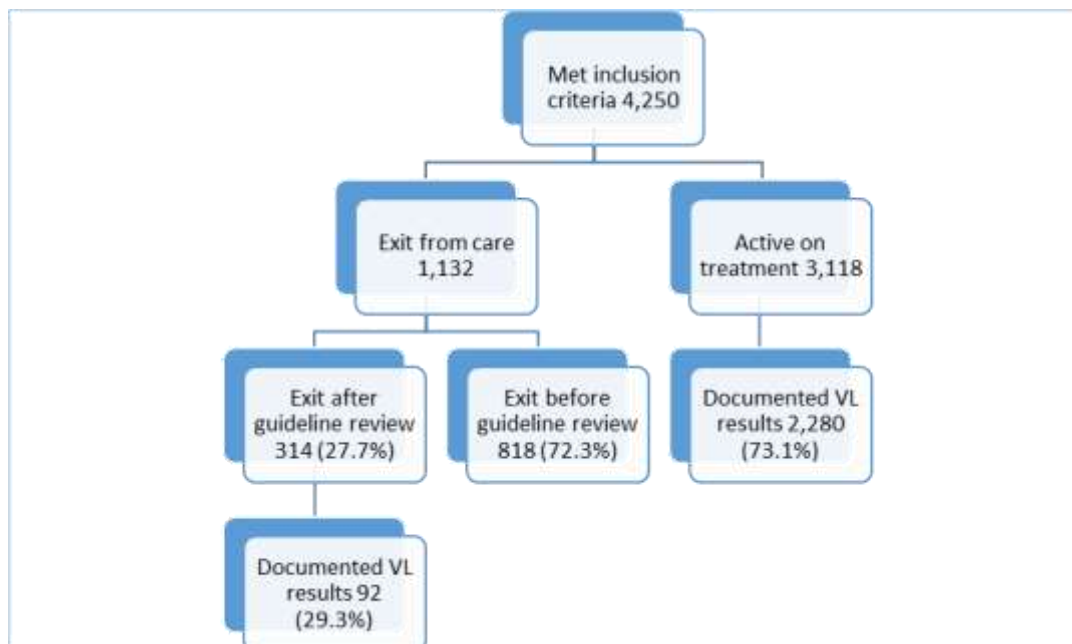 Met inclusion
criteria 4,250
Exit from care
1,132
Active on
treatment 3,118
Exit after
guideline review
314 (27.7%)
Exit before
guideline review
818 (72.3%)
Documented VL
results 2,280
(73.1%)
Documented VL
results 92
(29.3%)